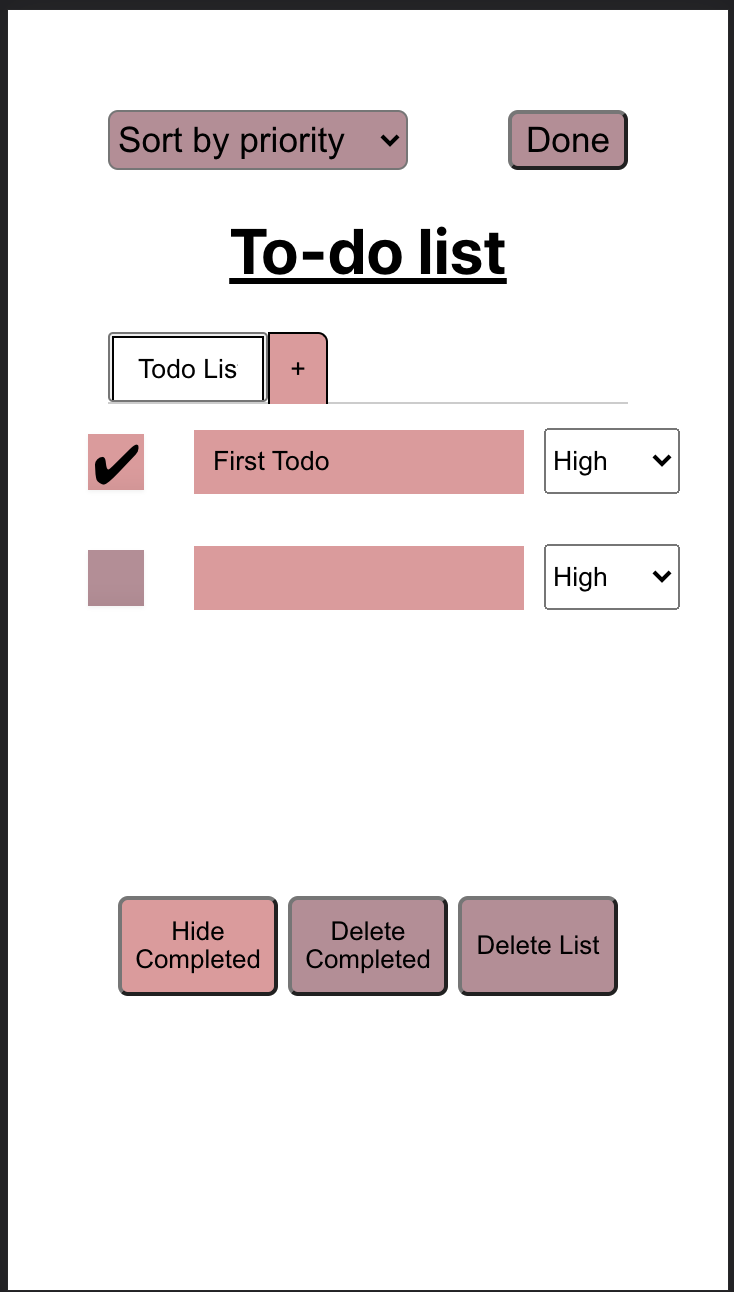 Sort by priority
Done
To-do list
Todo Lis
+
✔
First Todo
High
High
Hide
Completed
Delete
Completed
Delete List